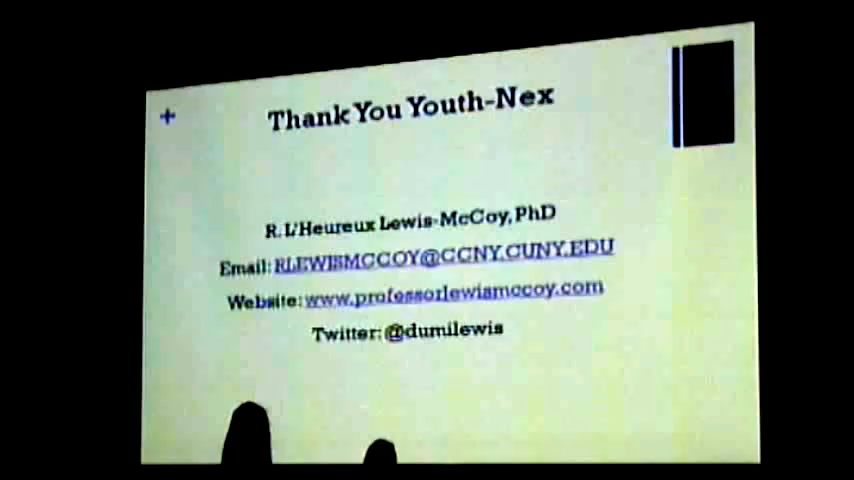 +
Thank You Youth-Nex
R. L'Heureux Lewis-McCoy, PhD
Email: RLEWISMCCOY@CCNY.CUNY.EDU
Website: www.professorlewismccoy.com
Twitter: @dumilewis